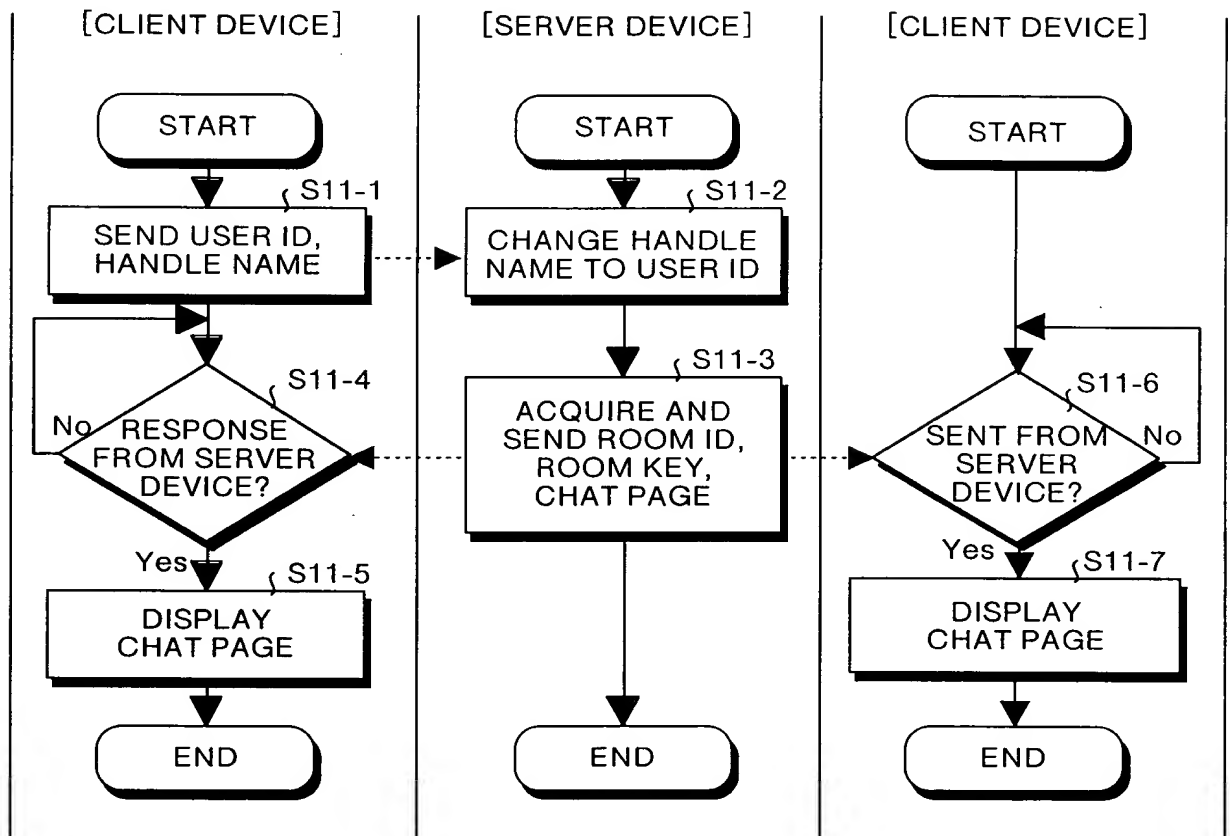 [CLIENT DEVICE]
START
S11-1
SEND USER ID,
HANDLE NAME
S11-4
No
RESPONSE
FROM SERVER
DEVICE?
Yes
S11-5
DISPLAY
CHAT PAGE
END
[SERVER DEVICE]
START
S11-2
CHANGE HANDLE
NAME TO USER ID
S11-3
ACQUIRE AND
SEND ROOM ID,
ROOM KEY,
CHAT PAGE
END
[CLIENT DEVICE]
START
S11-6
SENT FROM
SERVER
DEVICE?
No
Yes
S11-7
DISPLAY
CHAT PAGE
END